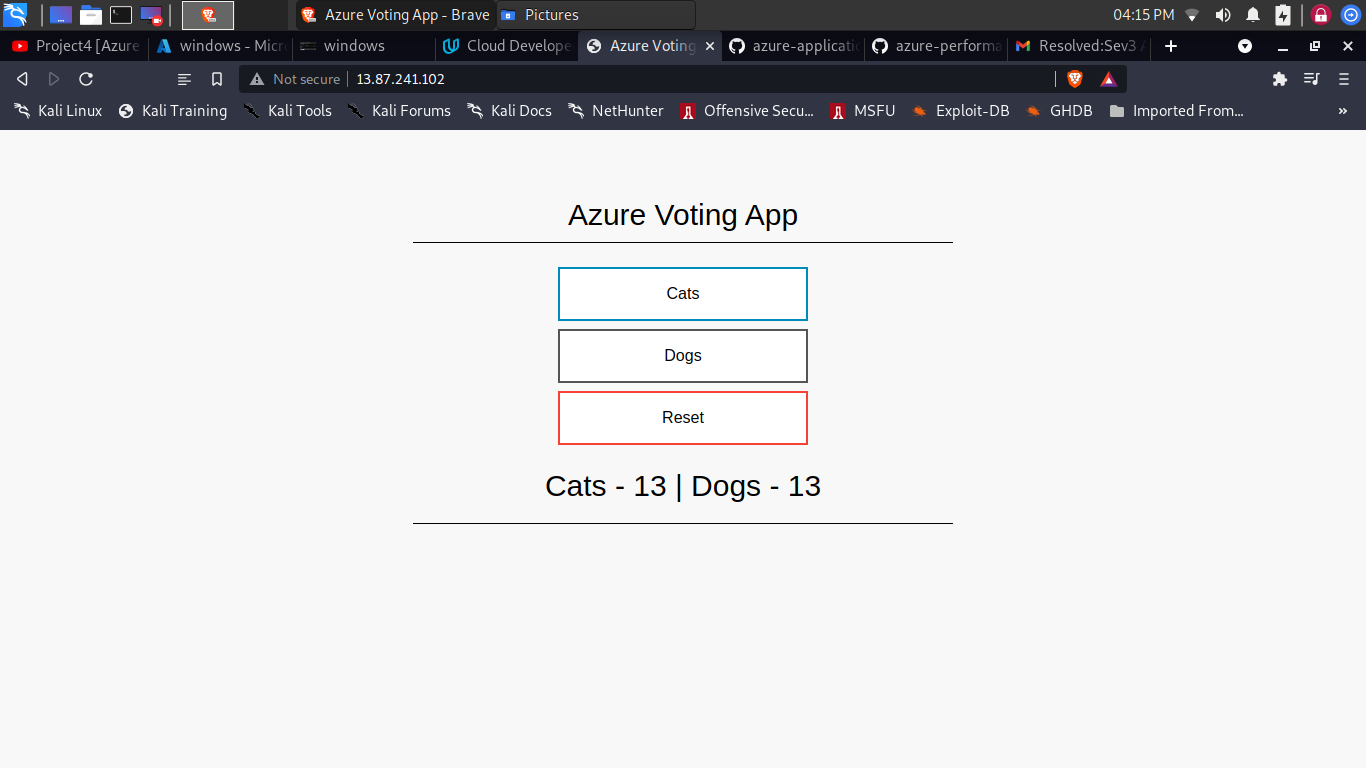 Azure Voting App - Brave Pictures 04:15 PM
Project4 [Azure windows - Micr windows Cloud Develope Azure Voting azure-applicati azure-performa Resolved:Sev3
Not secure 13.87.241.102
Kali Linux Kali Training Kali Tools Kali Forums Kali Docs NetHunter Offensive Secu... MSFU Exploit-DB GHDB Imported From... »
Azure Voting App
Cats
Dogs
Reset
Cats - 13 | Dogs - 13